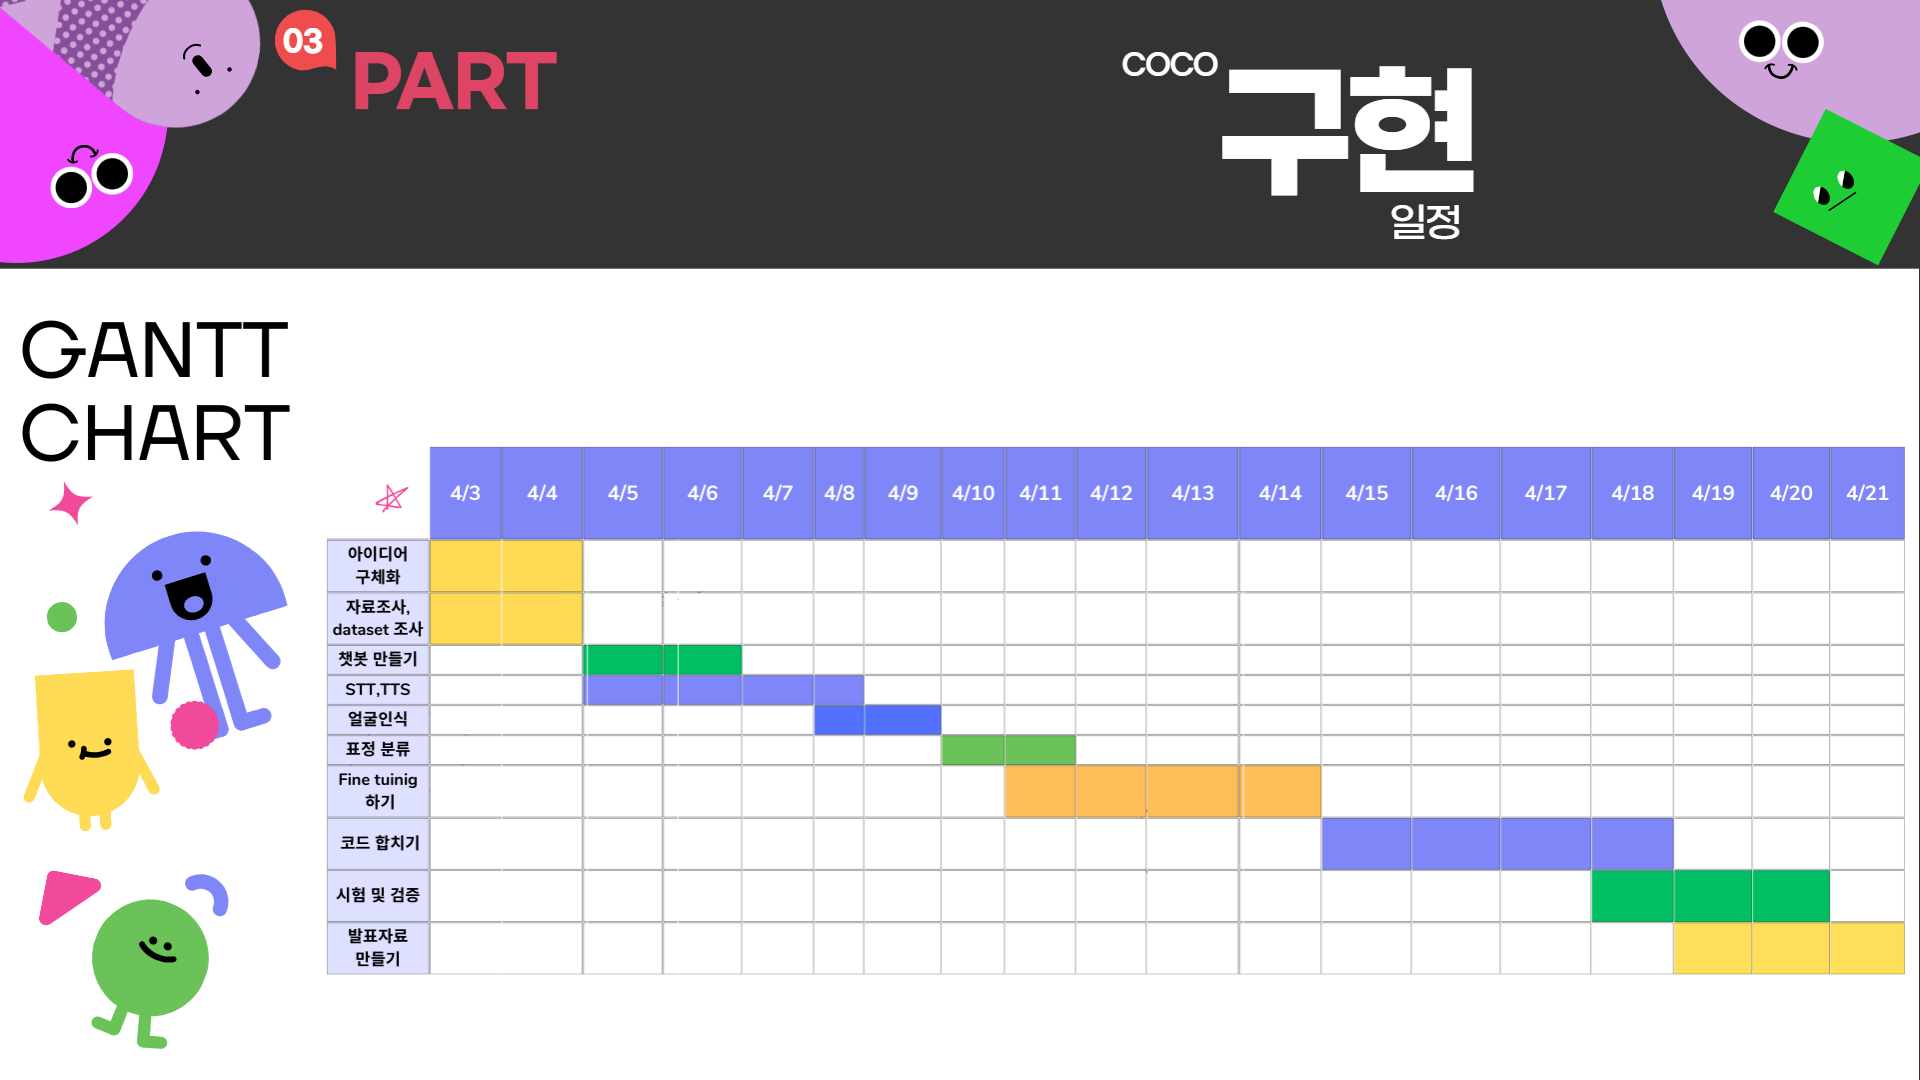 03
PART
COCO
구현
일정
GANTT
CHART
4/3 4/4 4/5 4/6 4/7 4/8 4/9 4/10 4/11 4/12 4/13 4/14 4/15 4/16 4/17 4/18 4/19 4/20 4/21
아이디어
구체화
자료조사,
dataset 조사
챗봇 만들기
STT,TTS
얼굴인식
표정 분류
Fine tuinig
하기
코드 합치기
시험 및 검증
발표자료
만들기